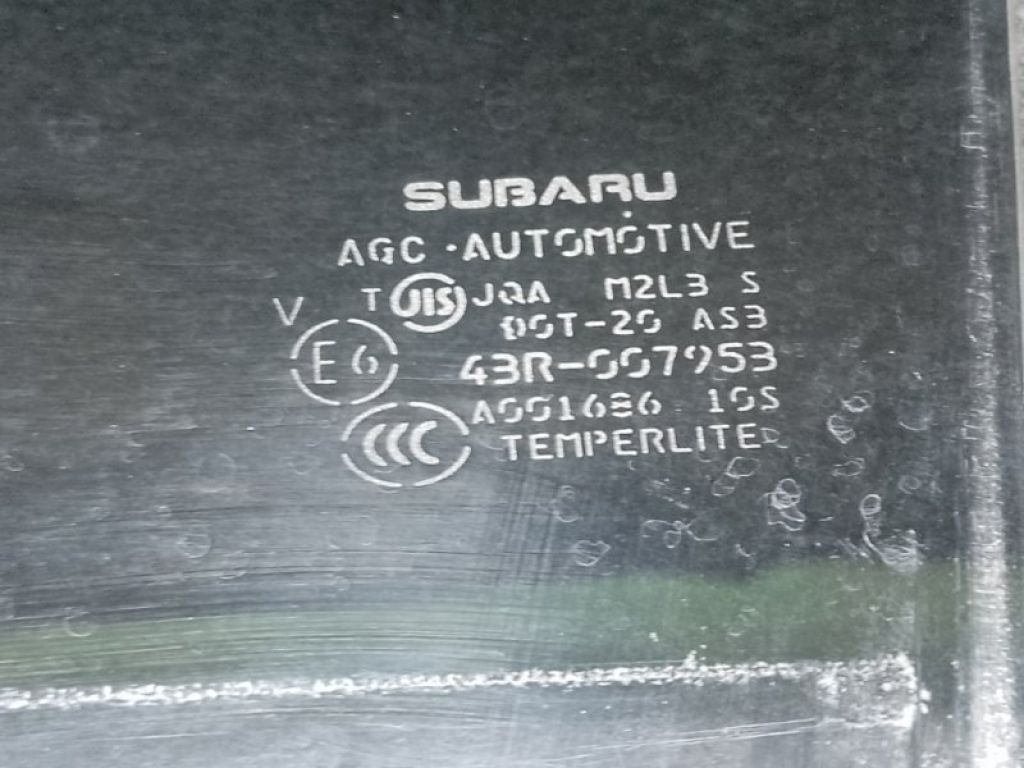 SUBARU
AGC · AUTOMOTIVE
V T JIS JQA M2L3 S
DOT-20 AS3
E6 43R-007953
A001686 10S
CCC TEMPERLITE